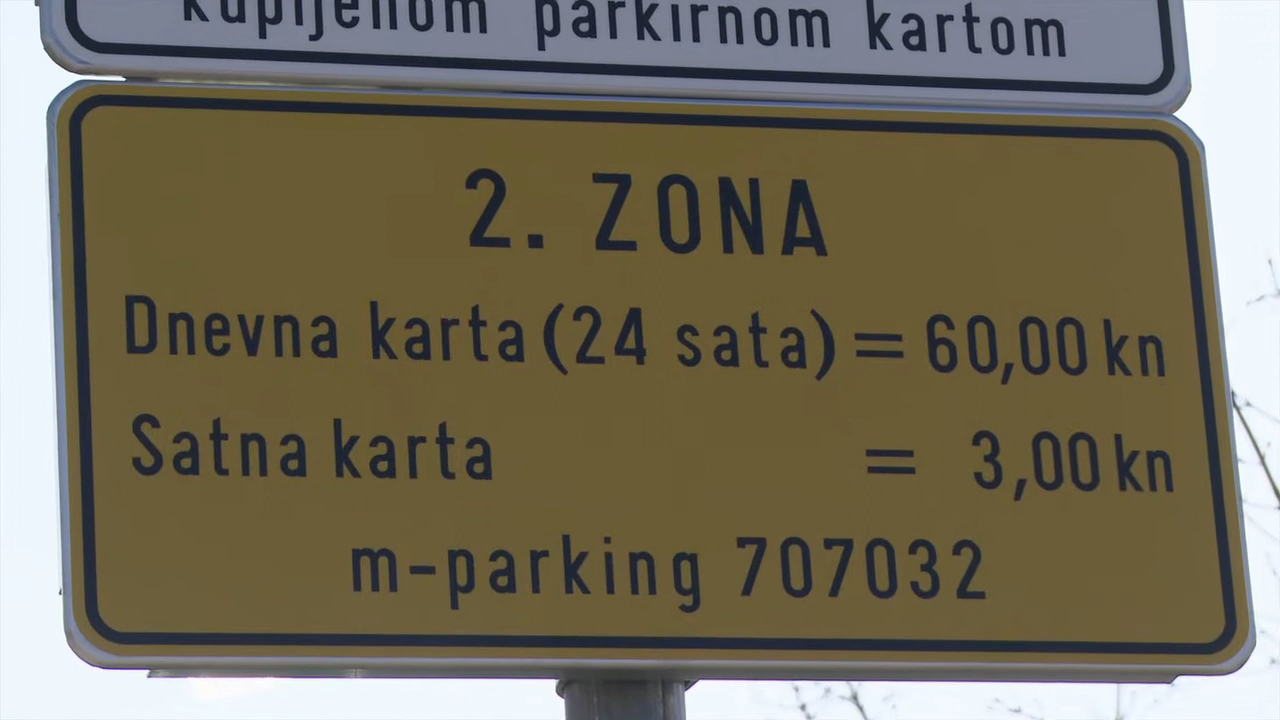 kupljenom parkirnom kartom
2. ZONA
Dnevna karta (24 sata) = 60,00 kn
Satna karta = 3,00 kn
m-parking 707032